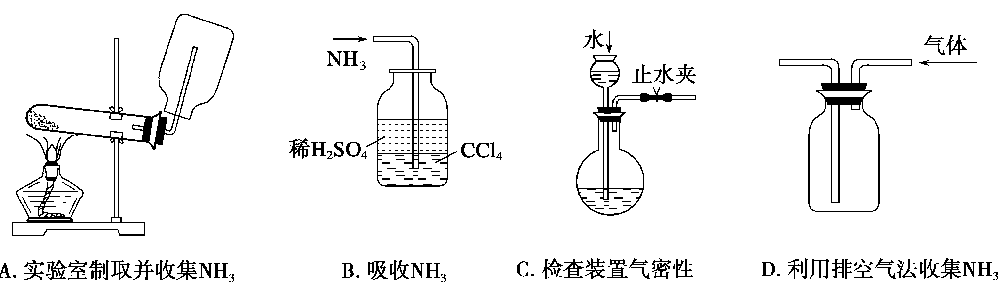 NH₃
稀H₂SO₄
CCl₄
水
止水夹
气体
A. 实验室制取并收集NH₃
B. 吸收NH₃
C. 检查装置气密性
D. 利用排空气法收集NH₃